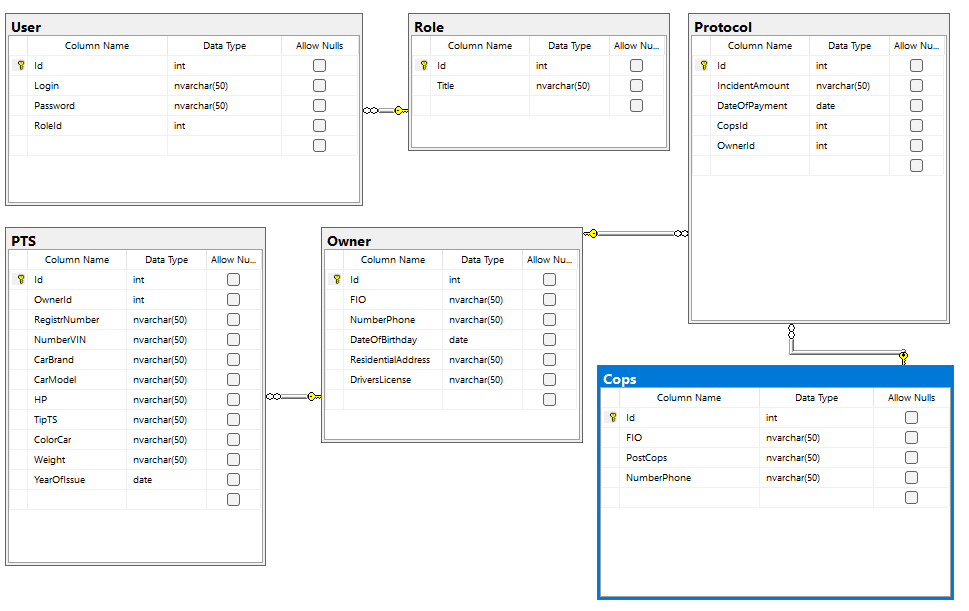 User
Column Name Data Type Allow Nulls
Id int
Login nvarchar(50)
Password nvarchar(50)
RoleId int
Role
Column Name Data Type Allow Nu...
Id int
Title nvarchar(50)
Protocol
Column Name Data Type Allow Nu...
Id int
IncidentAmount nvarchar(50)
DateOfPayment date
CopsId int
OwnerId int
PTS
Column Name Data Type Allow Nu...
Id int
OwnerId int
RegistrNumber nvarchar(50)
NumberVIN nvarchar(50)
CarBrand nvarchar(50)
CarModel nvarchar(50)
HP nvarchar(50)
TipTS nvarchar(50)
ColorCar nvarchar(50)
Weight nvarchar(50)
YearOfIssue date
Owner
Column Name Data Type Allow Nu...
Id int
FIO nvarchar(50)
NumberPhone nvarchar(50)
DateOfBirthday date
ResidentialAddress nvarchar(50)
DriversLicense nvarchar(50)
Cops
Column Name Data Type Allow Nulls
Id int
FIO nvarchar(50)
PostCops nvarchar(50)
NumberPhone nvarchar(50)